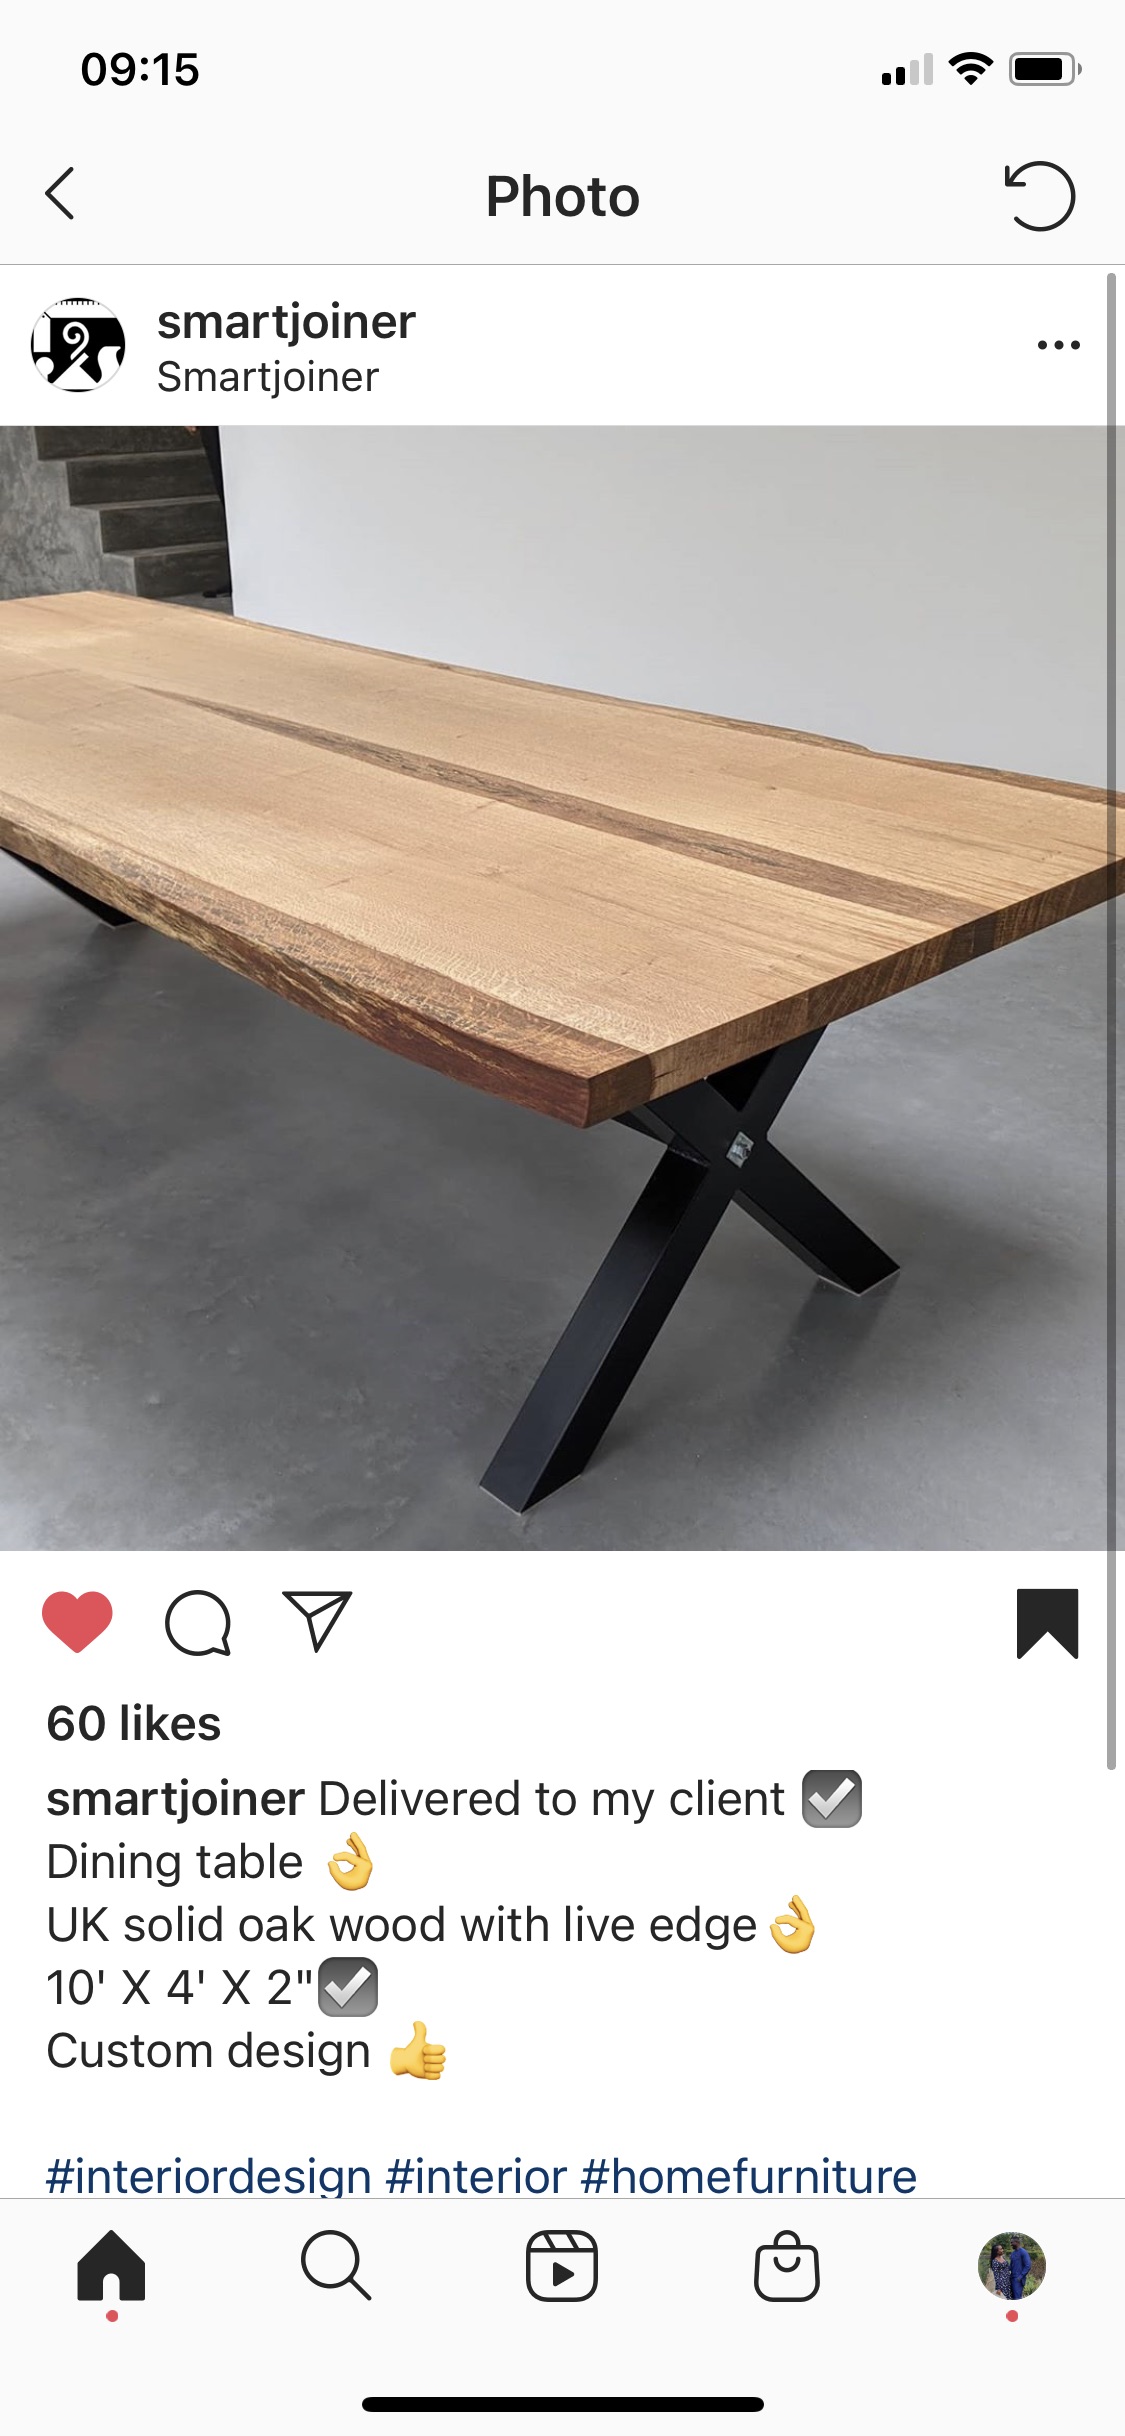 09:15
Photo
smartjoiner
Smartjoiner
60 likes
smartjoiner Delivered to my client ☑️
Dining table 👌
UK solid oak wood with live edge👌
10' X 4' X 2"☑️
Custom design 👍
#interiordesign #interior #homefurniture